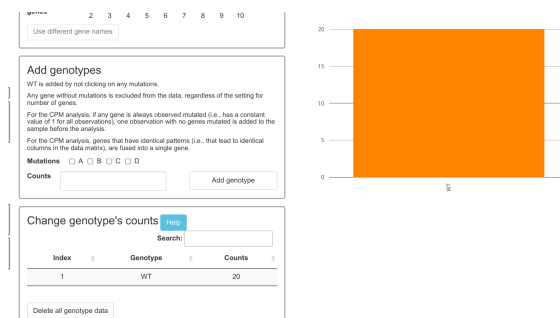 genes
2 3 4 5 6 7 8 9 10
Use different gene names
Add genotypes
WT is added by not clicking on any mutations.
Any gene without mutations is excluded from the data, regardless of the setting for
number of genes.
For the CPM analysis, if any gene is always observed mutated (i.e., has a constant
value of 1 for all observations), one observation with no genes mutated is added to the
sample before the analysis.
For the CPM analysis, genes that have identical patterns (i.e., that lead to identical
columns in the data matrix), are fused into a single gene.
Mutations A B C D
Counts
Add genotype
Change genotype's counts Help
Search:
Index Genotype Counts
1 WT 20
Delete all genotype data
20
15
10
5
0
WT